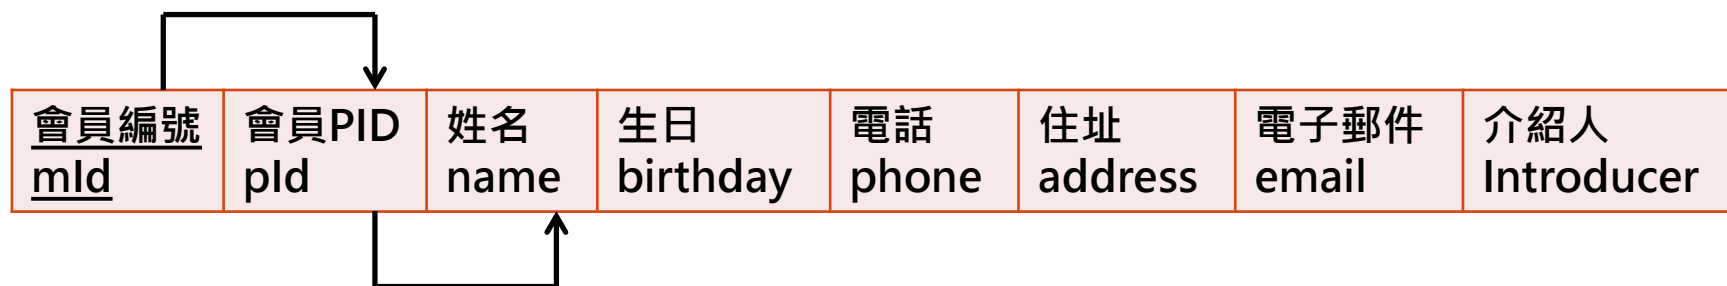 會員編號 會員PID 姓名 生日 電話 住址 電子郵件 介紹人
mId pId name birthday phone address email Introducer